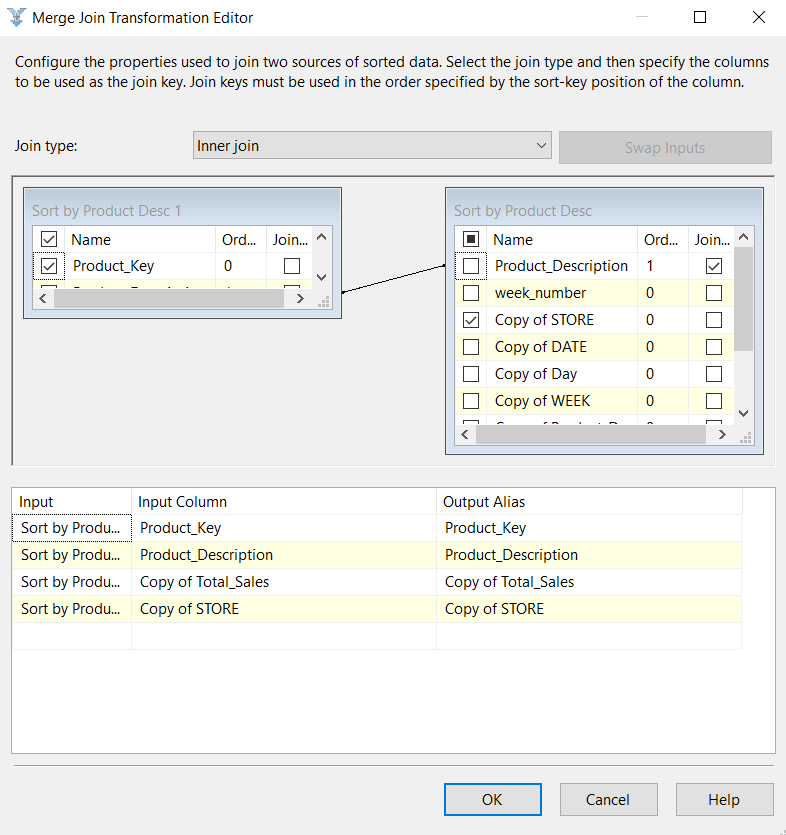 Merge Join Transformation Editor
Configure the properties used to join two sources of sorted data. Select the join type and then specify the columns
to be used as the join key. Join keys must be used in the order specified by the sort-key position of the column.
Join type:
Inner join
Swap Inputs
Sort by Product Desc 1
Name Ord... Join...
Product_Key 0
Sort by Product Desc
Name Ord... Join...
Product_Description 1
week_number 0
Copy of STORE 0
Copy of DATE 0
Copy of Day 0
Copy of WEEK 0
Input Input Column Output Alias
Sort by Produ... Product_Key Product_Key
Sort by Produ... Product_Description Product_Description
Sort by Produ... Copy of Total_Sales Copy of Total_Sales
Sort by Produ... Copy of STORE Copy of STORE
OK Cancel Help